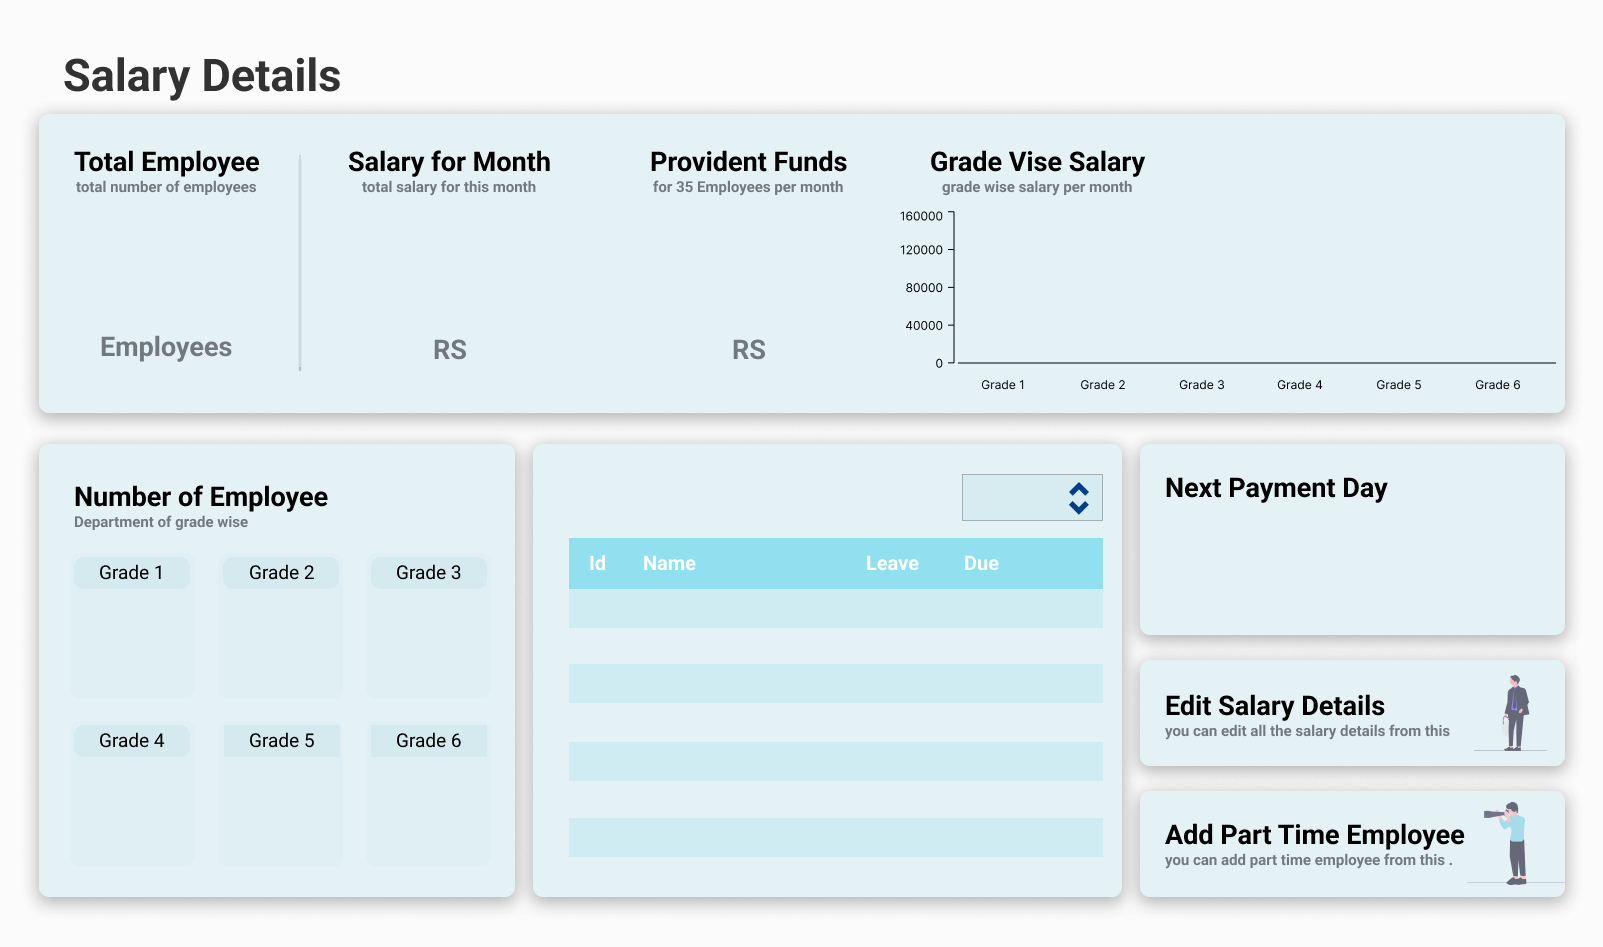 Salary Details
Total Employee
total number of employees
Employees
Salary for Month
total salary for this month
RS
Provident Funds
for 35 Employees per month
RS
Grade Vise Salary
grade wise salary per month
160000
120000
80000
40000
0
Grade 1 Grade 2 Grade 3 Grade 4 Grade 5 Grade 6
Number of Employee
Department of grade wise
Grade 1 Grade 2 Grade 3
Grade 4 Grade 5 Grade 6
Id Name Leave Due
Next Payment Day
Edit Salary Details
you can edit all the salary details from this
Add Part Time Employee
you can add part time employee from this .